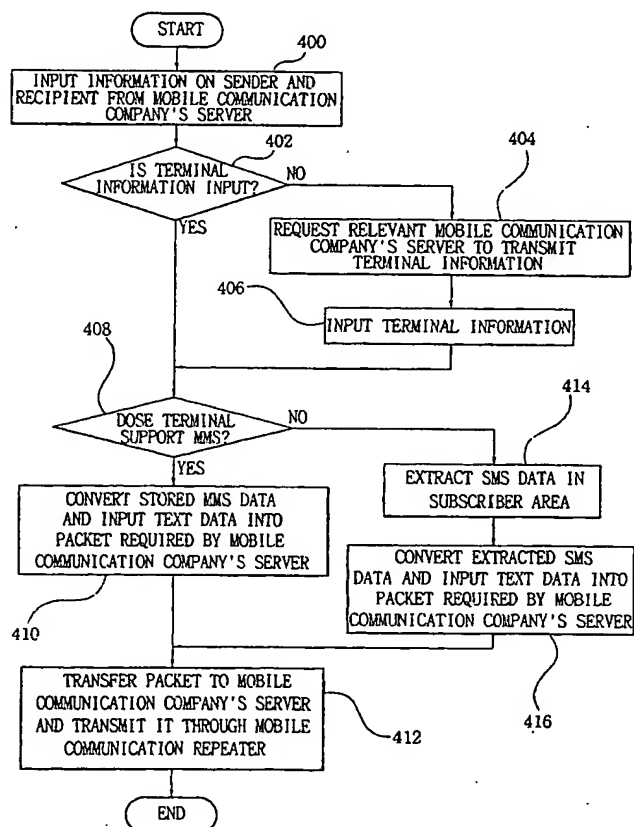 START
400
INPUT INFORMATION ON SENDER AND
RECIPIENT FROM MOBILE COMMUNICATION
COMPANY'S SERVER
402
IS TERMINAL
INFORMATION INPUT?
NO
YES
404
REQUEST RELEVANT MOBILE COMMUNICATION
COMPANY'S SERVER TO TRANSMIT
TERMINAL INFORMATION
406
INPUT TERMINAL INFORMATION
408
DOSE TERMINAL
SUPPORT MMS?
NO
YES
414
EXTRACT SMS DATA IN
SUBSCRIBER AREA
CONVERT STORED MMS DATA
AND INPUT TEXT DATA INTO
PACKET REQUIRED BY MOBILE
COMMUNICATION COMPANY'S SERVER
410
CONVERT EXTRACTED SMS
DATA AND INPUT TEXT DATA INTO
PACKET REQUIRED BY MOBILE
COMMUNICATION COMPANY'S SERVER
416
TRANSFER PACKET TO MOBILE
COMMUNICATION COMPANY'S SERVER
AND TRANSMIT IT THROUGH MOBILE
COMMUNICATION REPEATER
412
END